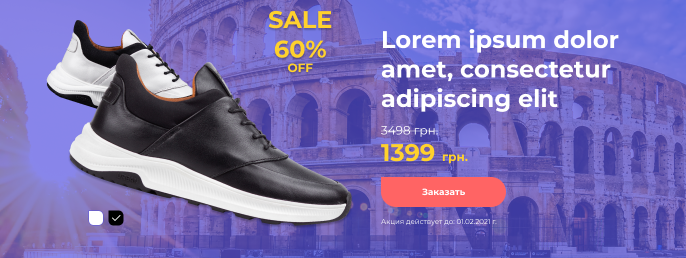 SALE
60%
OFF
Lorem ipsum dolor
amet, consectetur
adipiscing elit
3498 грн.
1399 грн.
Заказать
Акция действует до: 01.02.2021 г.